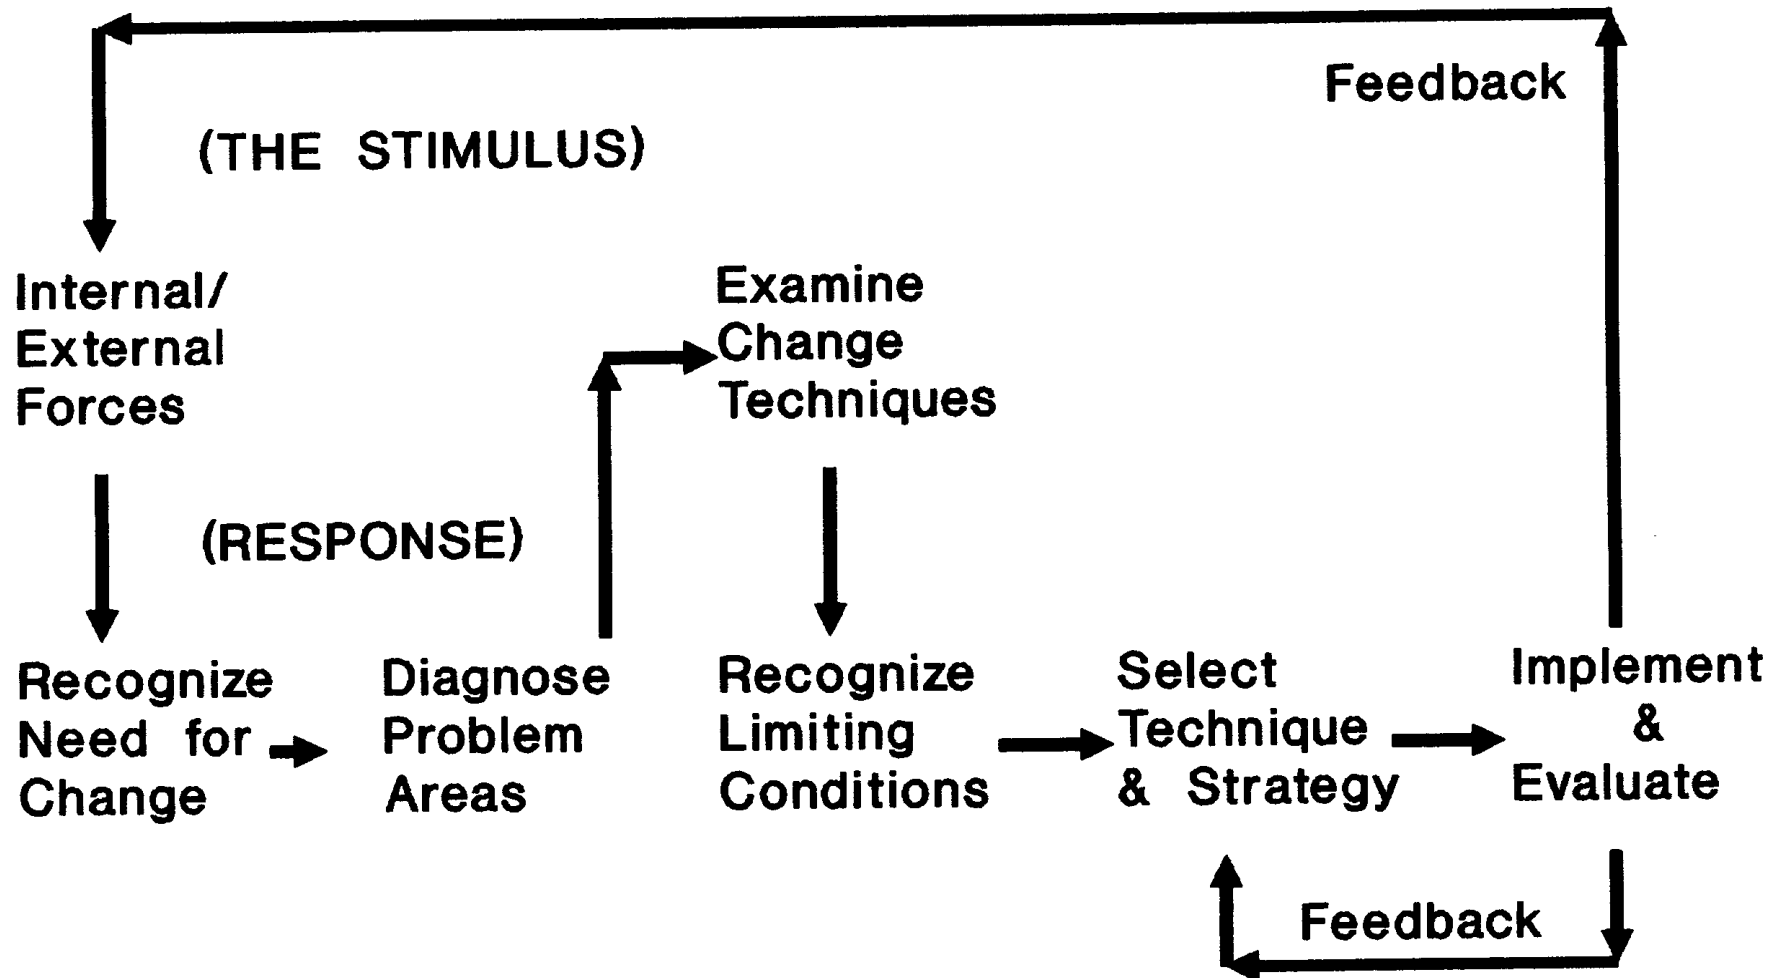 Feedback
(THE STIMULUS)
Internal/
External
Forces
Examine
Change
Techniques
(RESPONSE)
Recognize
Need for
Change
Diagnose
Problem
Areas
Recognize
Limiting
Conditions
Select
Technique
& Strategy
Implement
&
Evaluate
Feedback